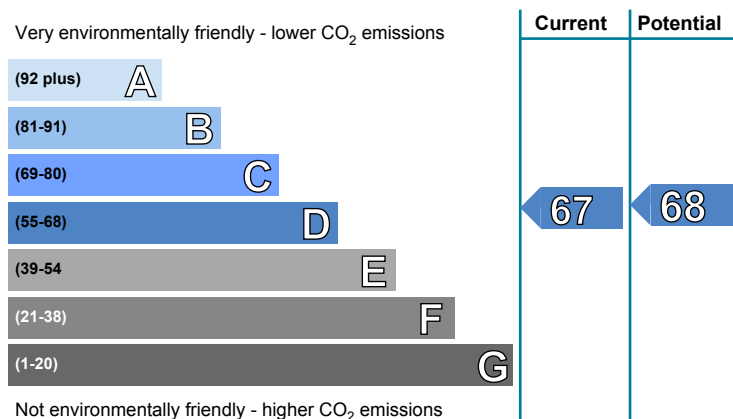 Very environmentally friendly - lower CO2 emissions
Current
Potential
(92 plus) A
(81-91) B
(69-80) C
(55-68) D
67
68
(39-54 E
(21-38) F
(1-20) G
Not environmentally friendly - higher CO2 emissions